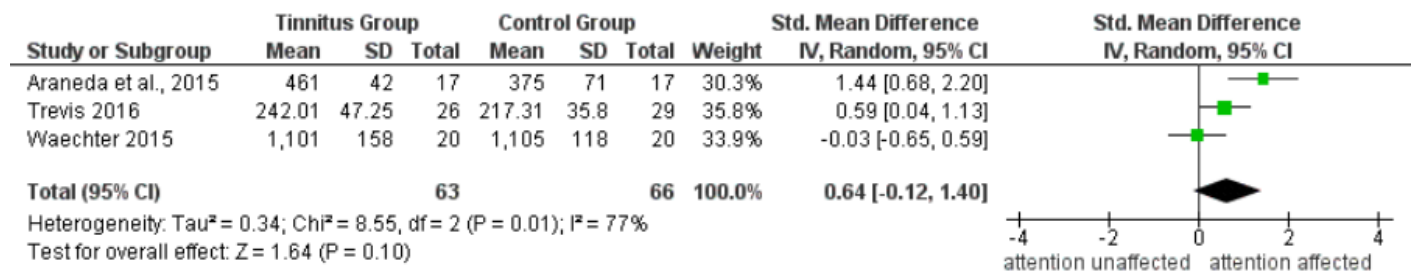 Tinnitus Group Control Group Std. Mean Difference Std. Mean Difference
Study or Subgroup Mean SD Total Mean SD Total Weight IV, Random, 95% CI IV, Random, 95% CI
Araneda et al., 2015 461 42 17 375 71 17 30.3% 1.44 [0.68, 2.20]
Trevis 2016 242.01 47.25 26 217.31 35.8 29 35.8% 0.59 [0.04, 1.13]
Waechter 2015 1,101 158 20 1,105 118 20 33.9% -0.03 [-0.65, 0.59]
Total (95% CI) 63 66 100.0% 0.64 [-0.12, 1.40]
Heterogeneity: Tau² = 0.34; Chi² = 8.55, df = 2 (P = 0.01); I² = 77%
Test for overall effect: Z = 1.64 (P = 0.10)
-4 -2 0 2 4
attention unaffected attention affected